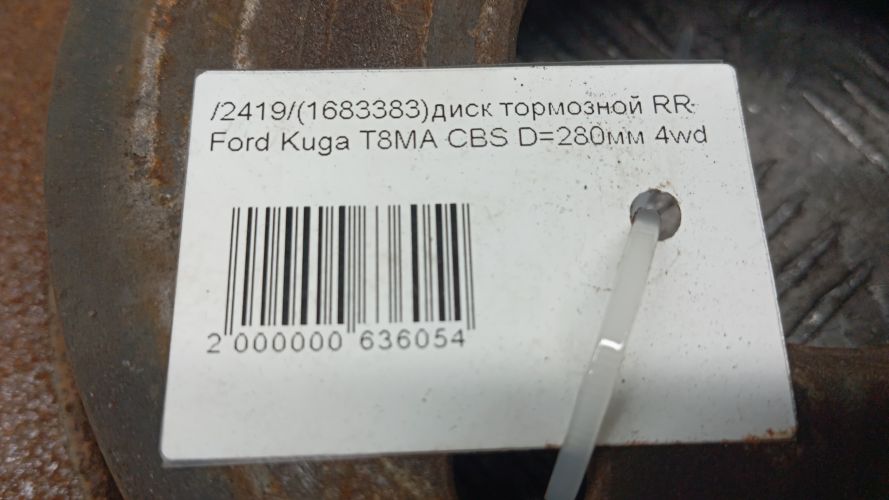 /2419/(1683383)диск тормозной RR
Ford Kuga T8MA CBS D=280мм 4wd
2 000000 636054